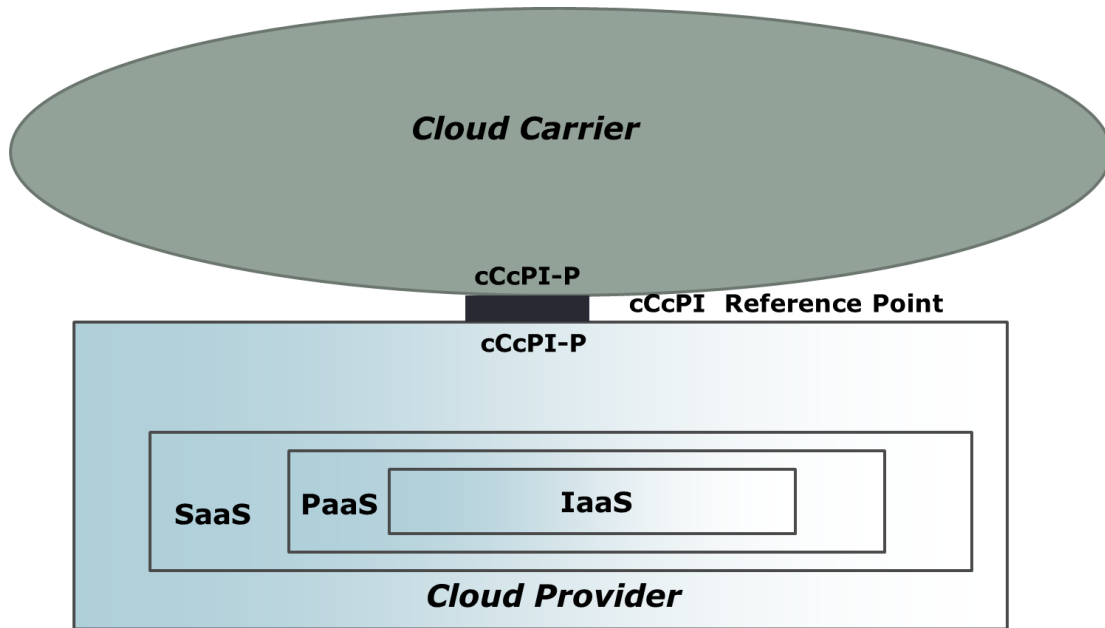 Cloud Carrier
cCcPI-P
cCcPI Reference Point
cCcPI-P
SaaS
PaaS
IaaS
Cloud Provider